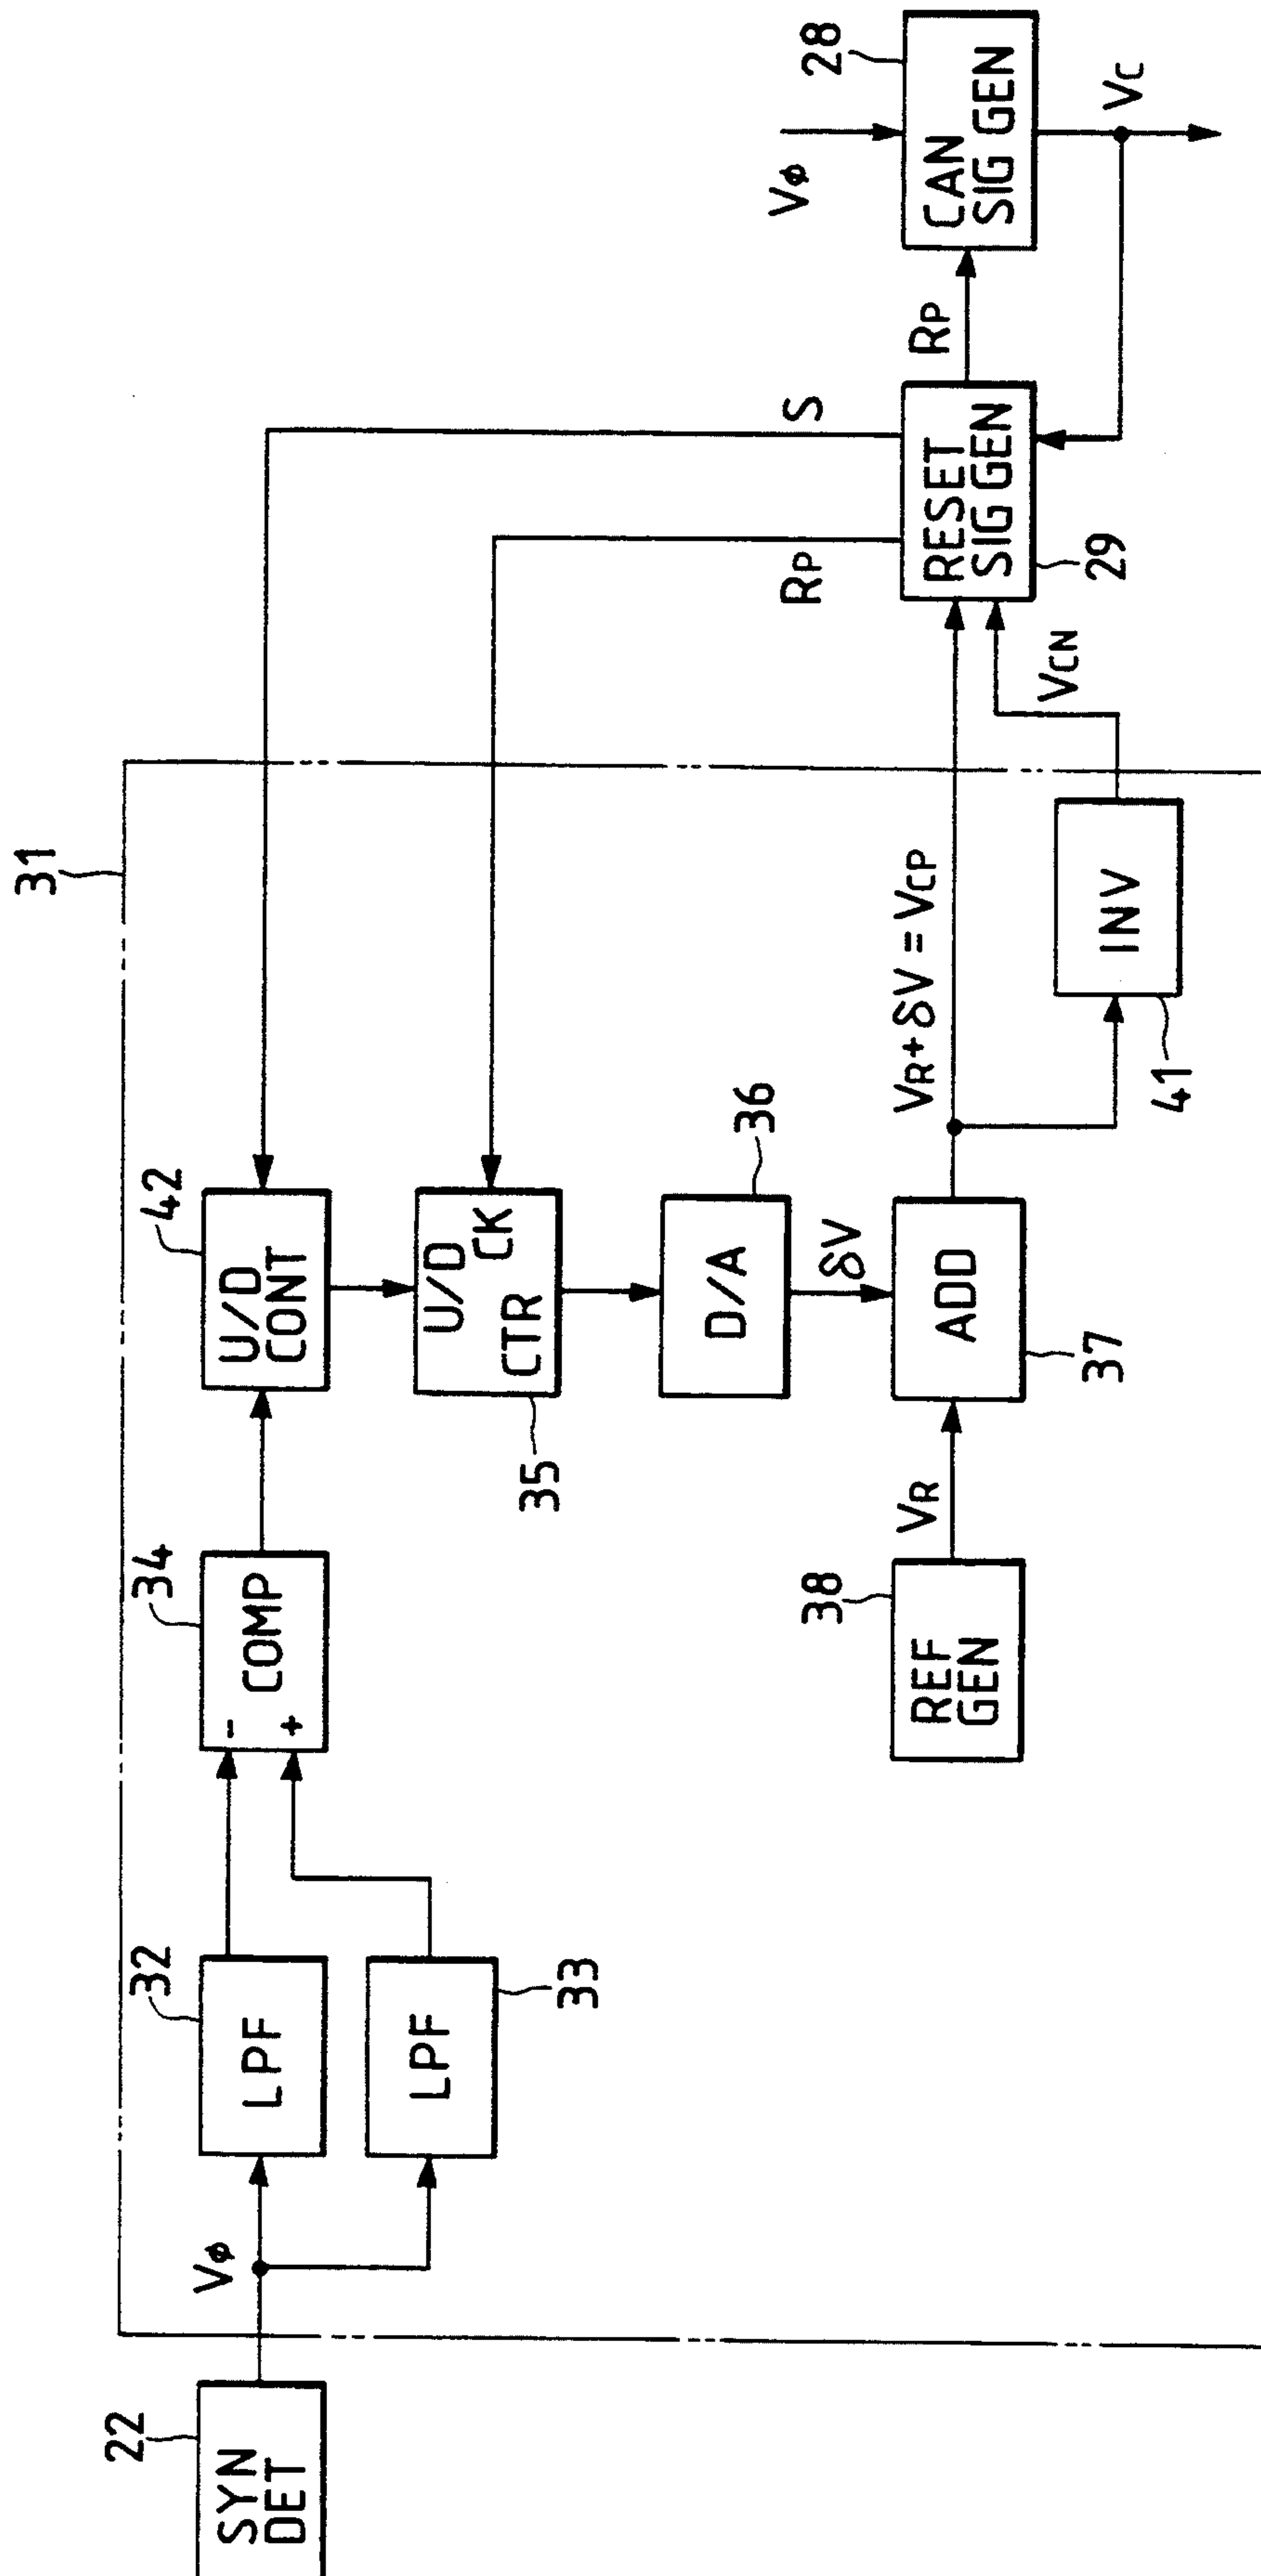 31
22
SYN
DET
Vφ
32
LPF
LPF
33
34
COMP
-
+
42
U/D
CONT
U/D
CK
CTR
35
D/A
36
δV
ADD
37
38
REF
GEN
VR
VR+δV=VCP
INV
41
VCN
S
RP
RESET
SIG GEN
29
RP
Vφ
28
CAN
SIG GEN
VC